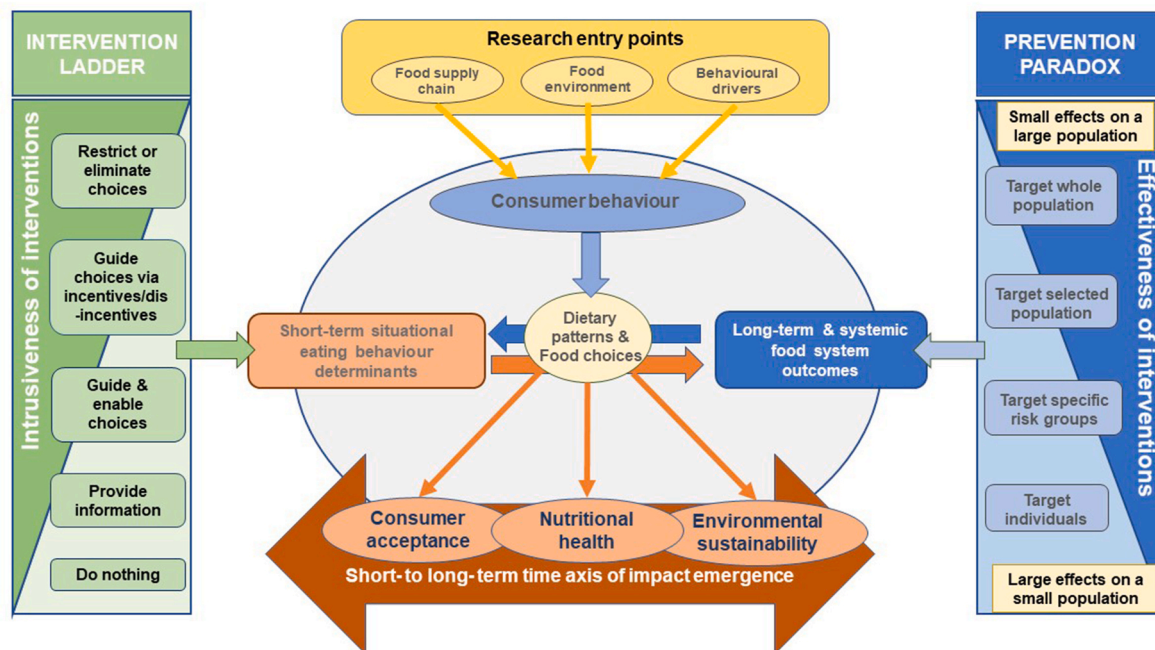 INTERVENTION
LADDER
Intrusiveness of interventions
Restrict or
eliminate
choices
Guide
choices via
incentives/dis
-incentives
Guide &
enable
choices
Provide
information
Do nothing
Research entry points
Food supply
chain
Food
environment
Behavioural
drivers
Consumer behaviour
Short-term situational
eating behaviour
determinants
Dietary
patterns &
Food choices
Long-term & systemic
food system
outcomes
Consumer
acceptance
Nutritional
health
Environmental
sustainability
Short- to long-term time axis of impact emergence
PREVENTION
PARADOX
Small effects on a
large population
Effectiveness of interventions
Target whole
population
Target selected
population
Target specific
risk groups
Target
individuals
Large effects on a
small population